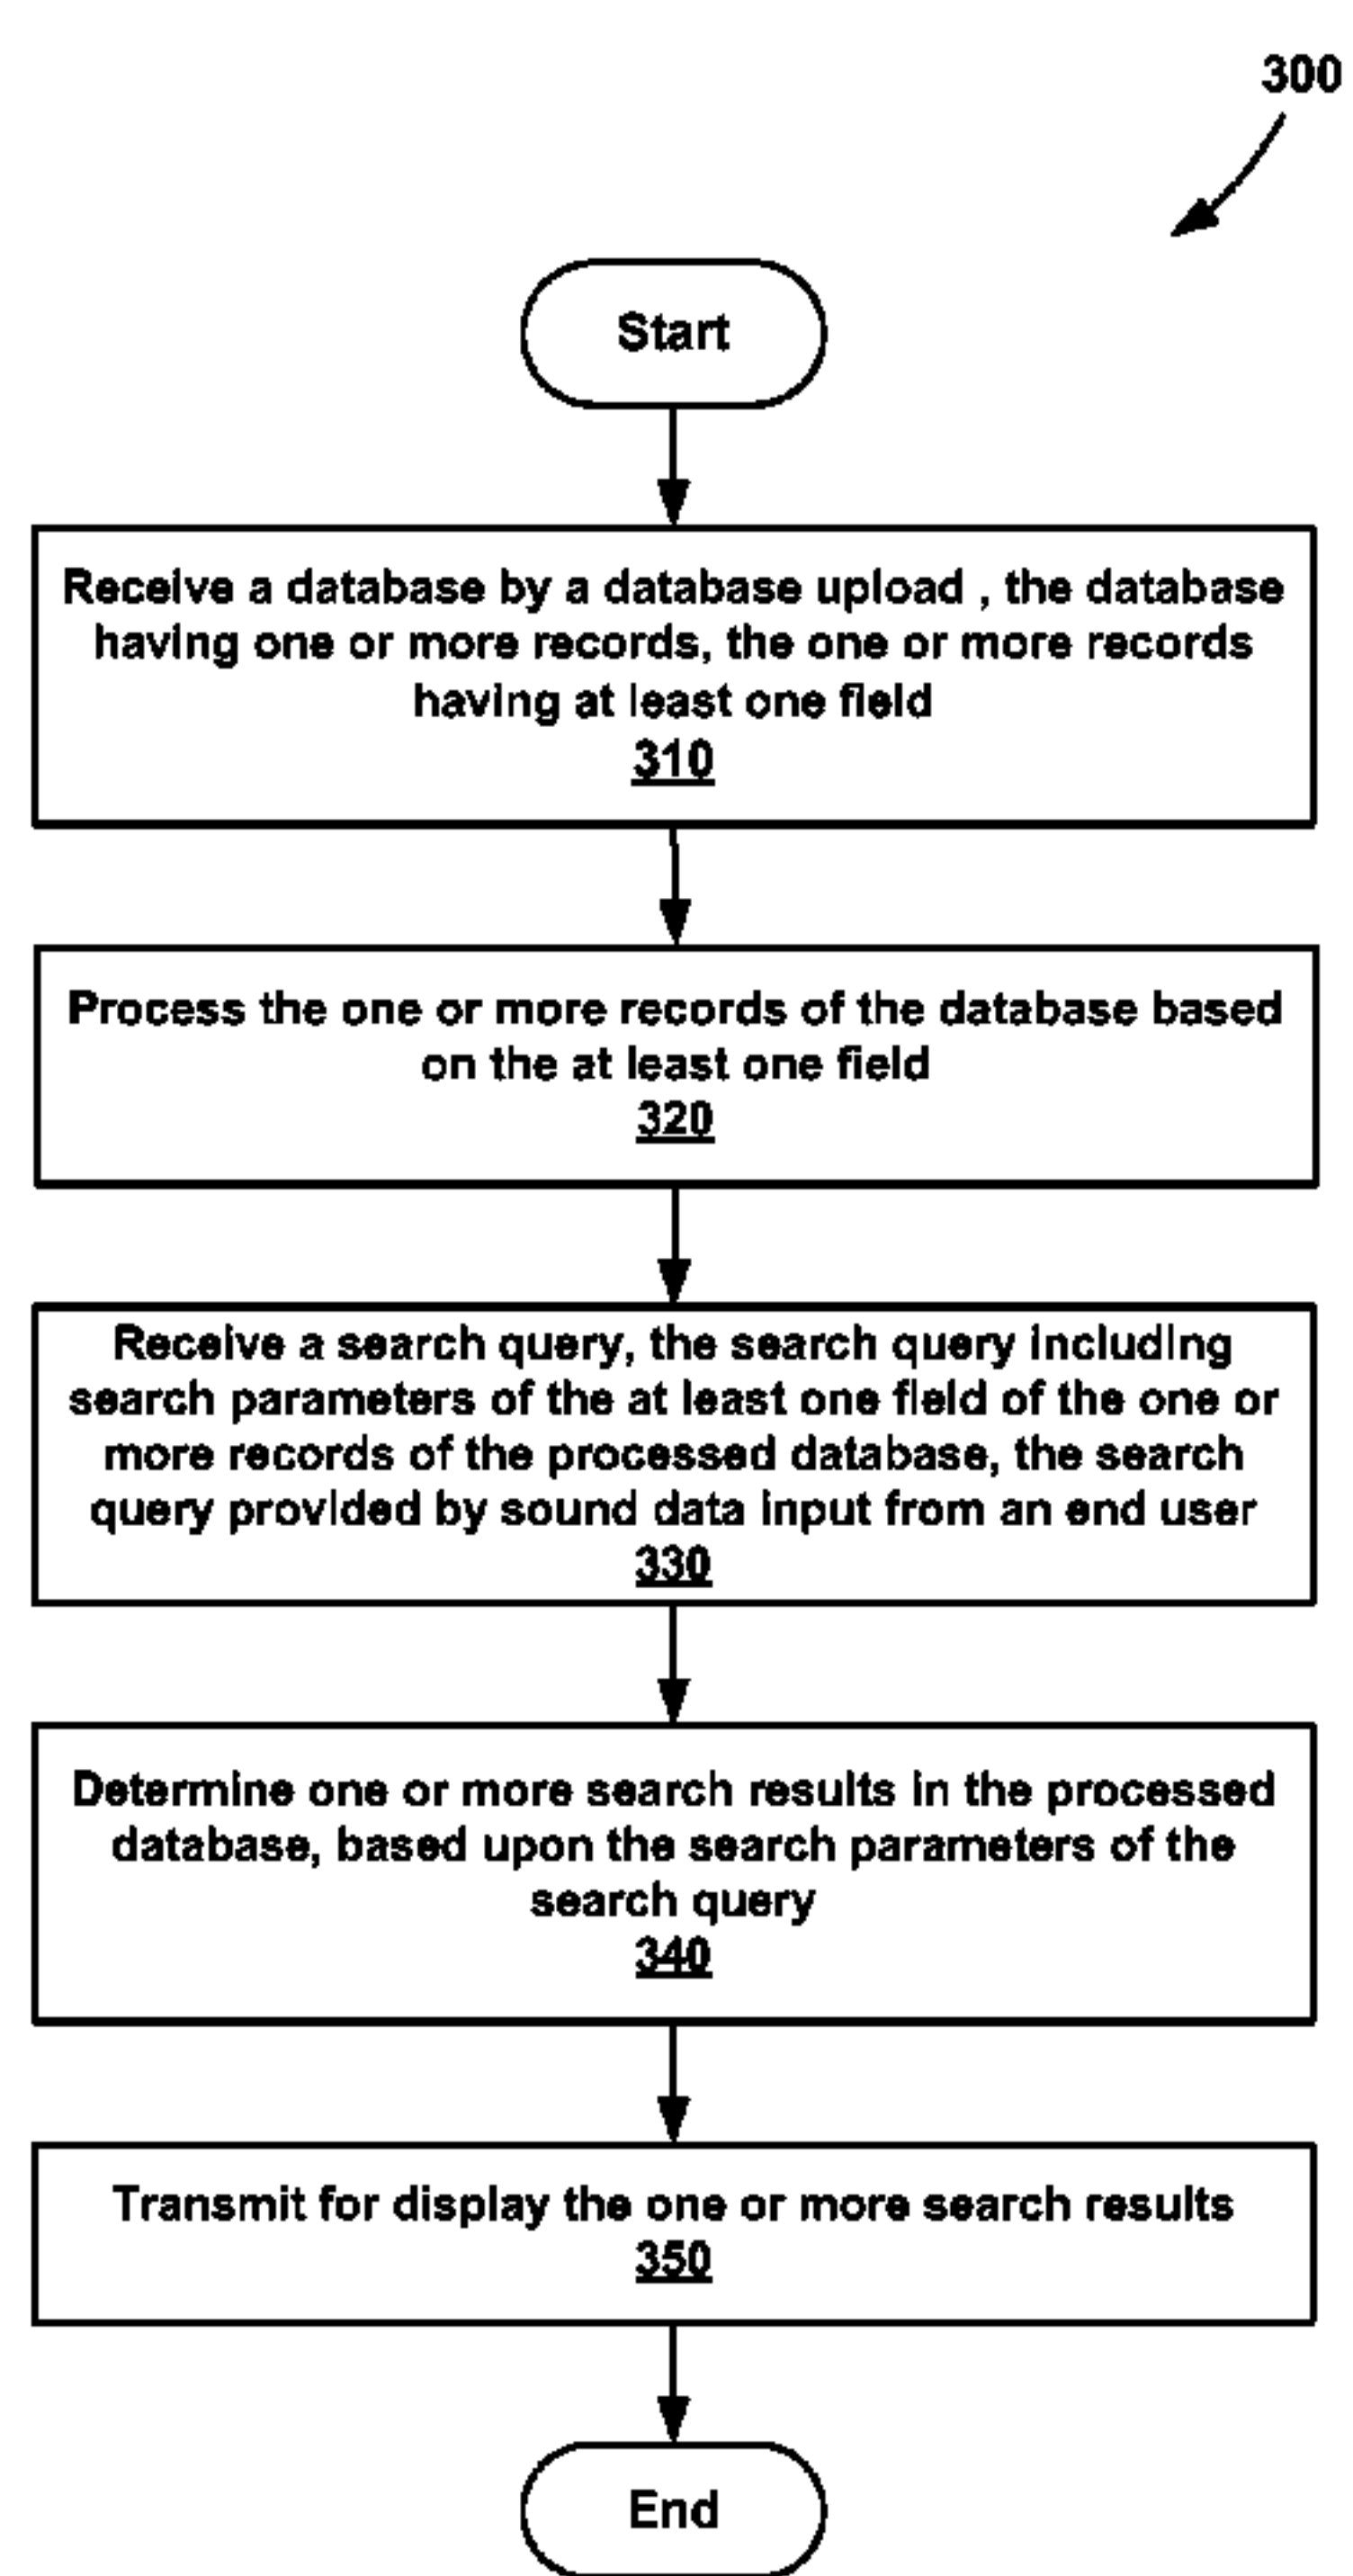 300
Start
Receive a database by a database upload , the database
having one or more records, the one or more records
having at least one field
310
Process the one or more records of the database based
on the at least one field
320
Receive a search query, the search query including
search parameters of the at least one field of the one or
more records of the processed database, the search
query provided by sound data input from an end user
330
Determine one or more search results in the processed
database, based upon the search parameters of the
search query
340
Transmit for display the one or more search results
350
End